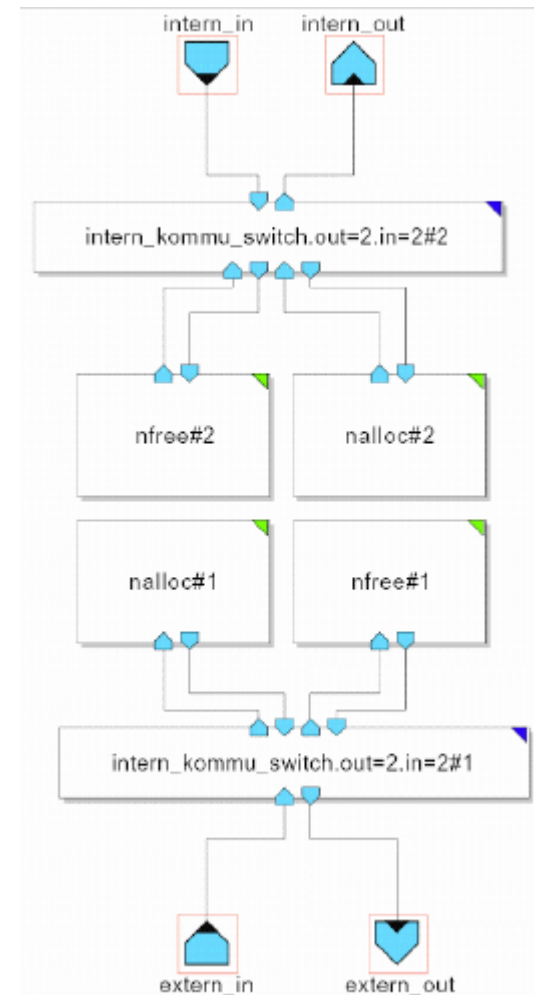 intern_in intern_out
intern_kommu_switch.out=2.in=2#2
nfree#2 nalloc#2
nalloc#1 nfree#1
intern_kommu_switch.out=2.in=2#1
extern_in extern_out